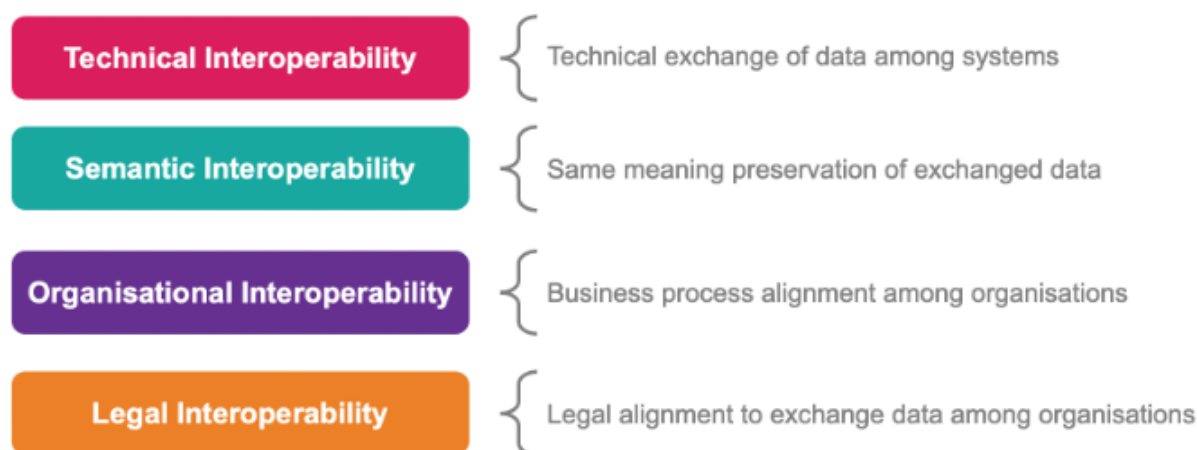 Technical Interoperability
Technical exchange of data among systems
Semantic Interoperability
Same meaning preservation of exchanged data
Organisational Interoperability
Business process alignment among organisations
Legal Interoperability
Legal alignment to exchange data among organisations